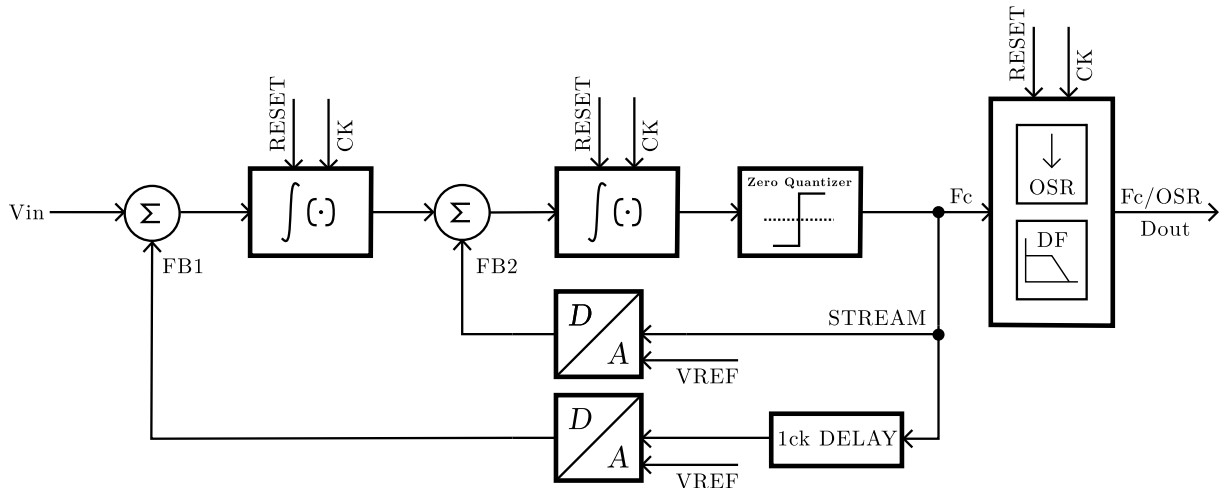 RESET
CK
RESET
CK
RESET
CK
Vin
Σ
∫(·)
Σ
∫(·)
Zero Quantizer
Fc
OSR
DF
Fc/OSR
Dout
FB1
FB2
D
A
STREAM
VREF
D
A
1ck DELAY
VREF